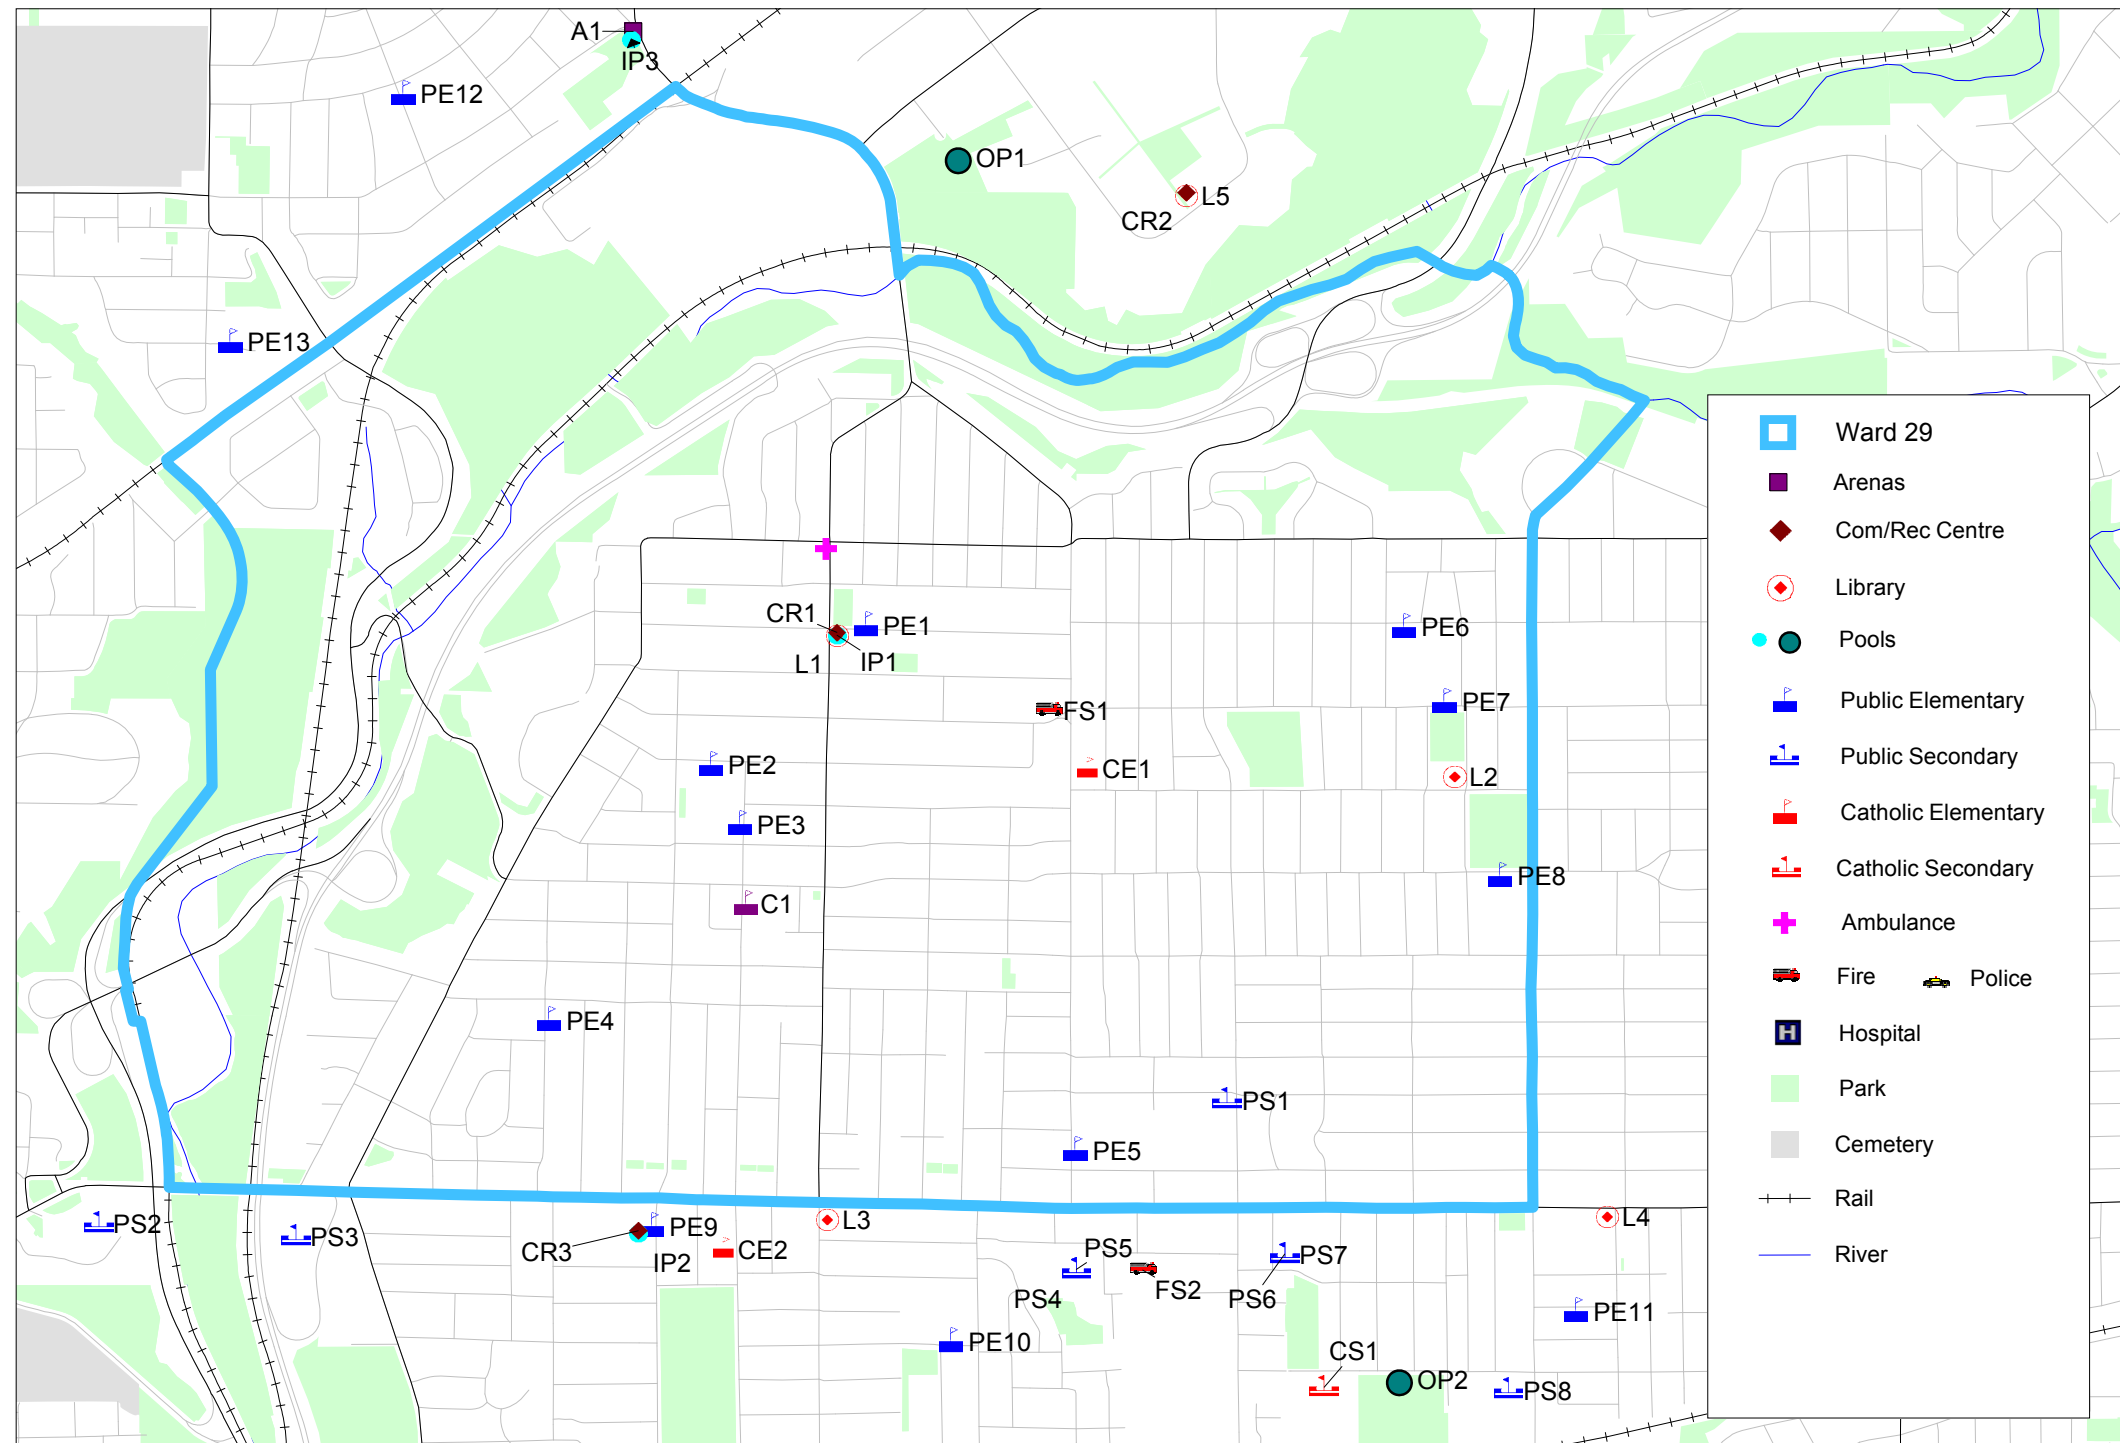 A1
IP3
PE12
OP1
L5
CR2
PE13
Ward 29
Arenas
Com/Rec Centre
Library
Pools
Public Elementary
Public Secondary
Catholic Elementary
Catholic Secondary
Ambulance
Fire
Police
H
Hospital
Park
Cemetery
Rail
River
CR1
PE1
L1
IP1
PE6
FS1
PE7
PE2
CE1
L2
PE3
PE8
C1
PE4
PS1
PE5
PS2
PS3
CR3
PE9
IP2
CE2
L3
L4
PS5
PS4
FS2
PS7
PS6
PE10
PE11
CS1
OP2
PS8